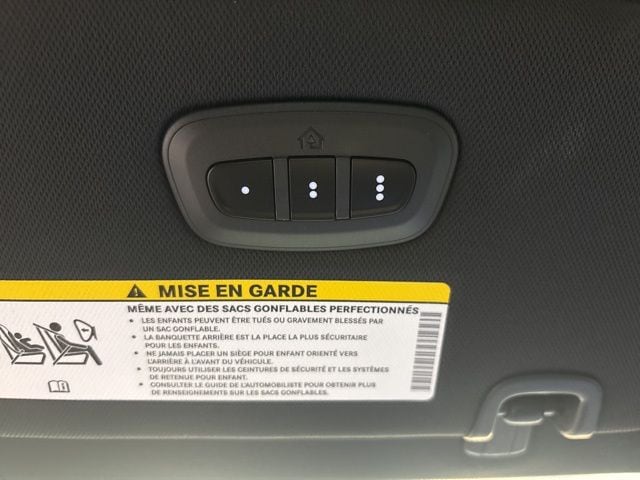 MISE EN GARDE
MÊME AVEC DES SACS GONFLABLES PERFECTIONNÉS
• LES ENFANTS PEUVENT ÊTRE TUÉS OU GRAVEMENT BLESSÉS PAR
UN SAC GONFLABLE.
• LA BANQUETTE ARRIÈRE EST LA PLACE LA PLUS SÉCURITAIRE
POUR LES ENFANTS.
• NE JAMAIS PLACER UN SIÈGE POUR ENFANT ORIENTÉ VERS
L'ARRIÈRE À L'AVANT DU VÉHICULE.
• TOUJOURS UTILISER LES CEINTURES DE SÉCURITÉ ET LES SYSTÈMES
DE RETENUE POUR ENFANT.
• CONSULTER LE GUIDE DE L'AUTOMOBILISTE POUR OBTENIR PLUS
DE RENSEIGNEMENTS SUR LES SACS GONFLABLES.